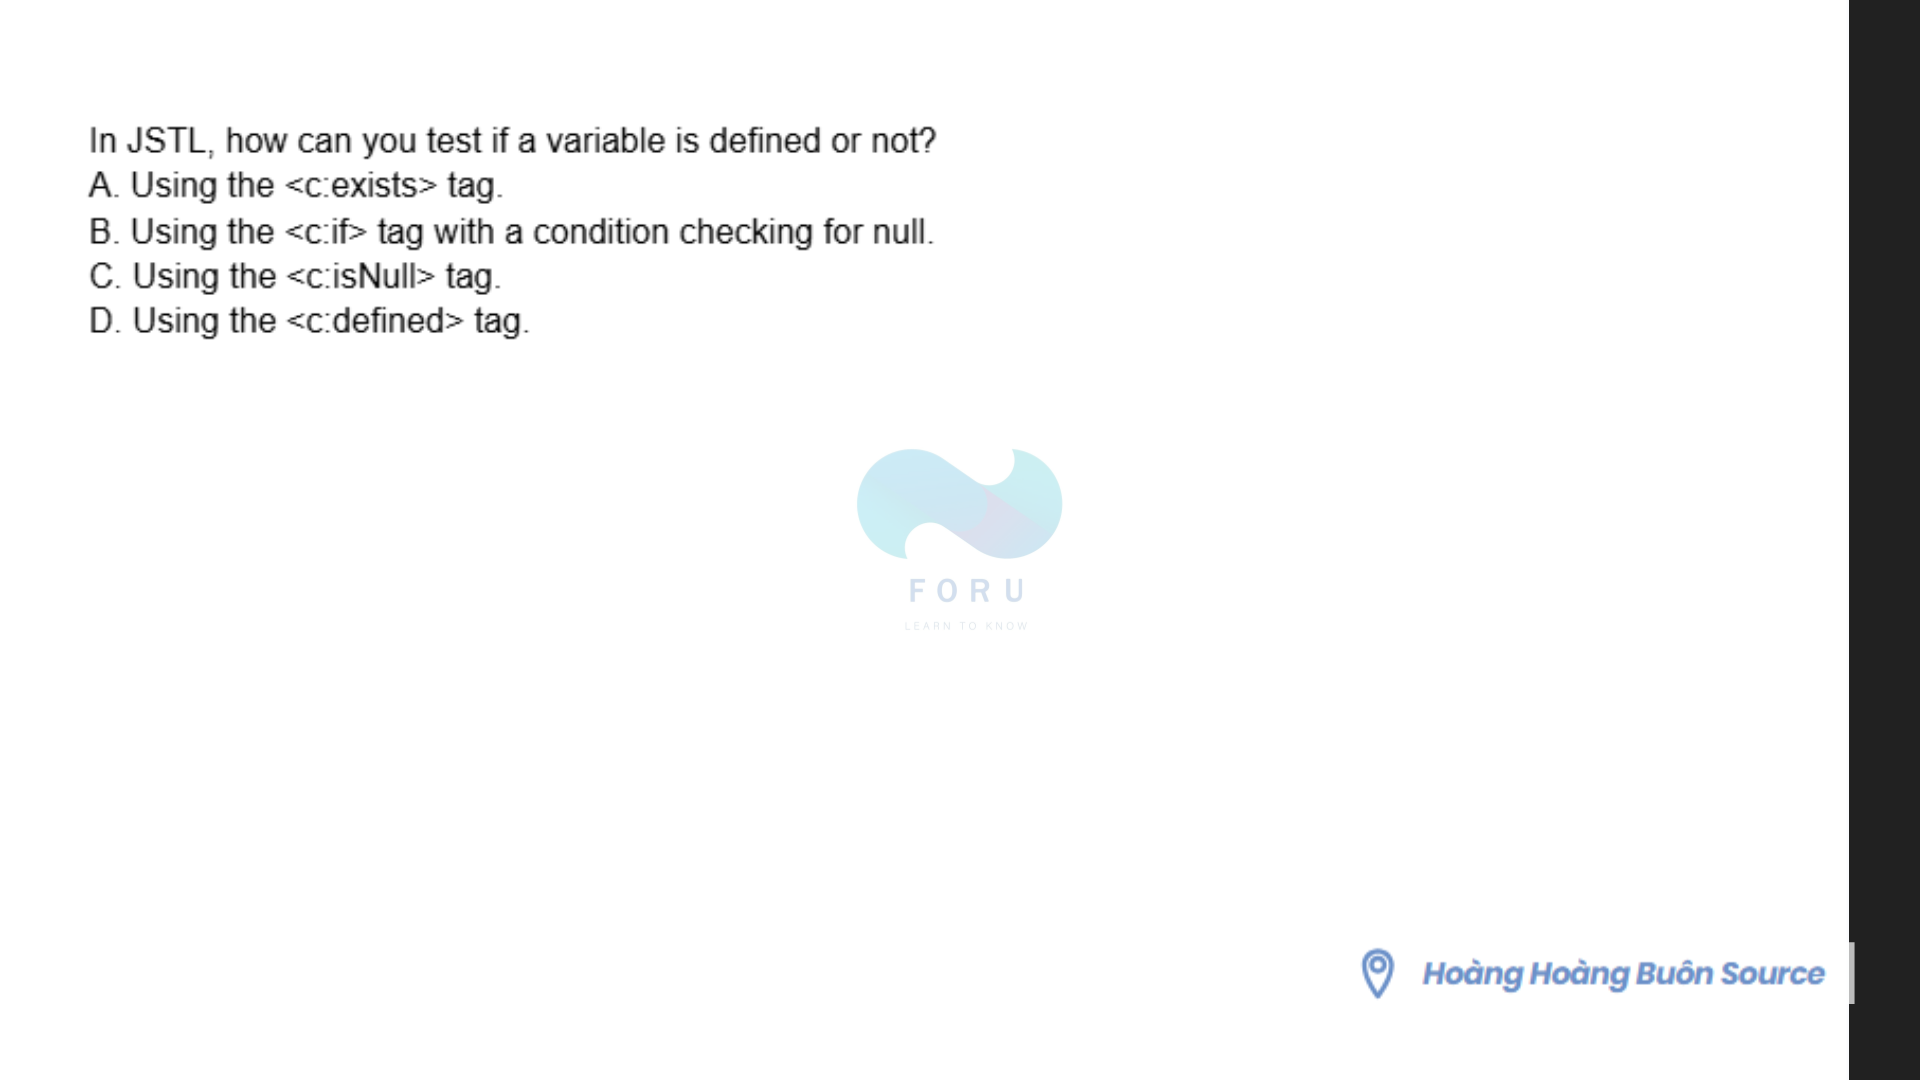 In JSTL, how can you test if a variable is defined or not?
A. Using the <c:exists> tag.
B. Using the <c:if> tag with a condition checking for null.
C. Using the <c:isNull> tag.
D. Using the <c:defined> tag.
FORU
LEARN TO KNOW
Hoàng Hoàng Buôn Source